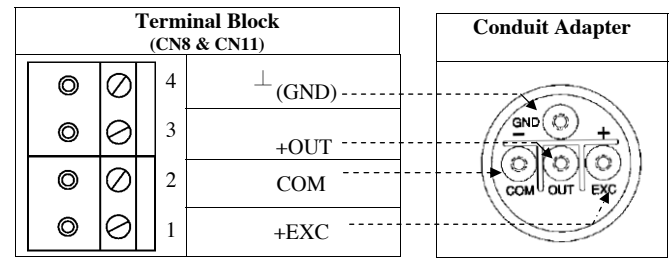 Terminal Block
(CN8 & CN11)
Conduit Adapter
4
⊥ (GND)
3
+OUT
2
COM
1
+EXC
GND
− +
COM OUT EXC